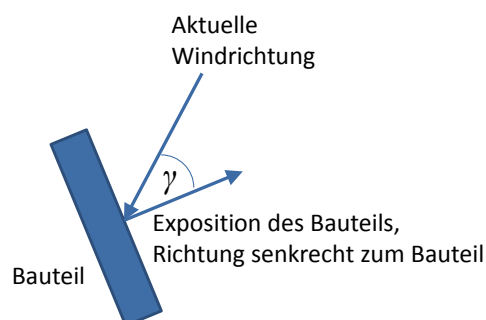 Aktuelle
Windrichtung
γ
Exposition des Bauteils,
Richtung senkrecht zum Bauteil
Bauteil